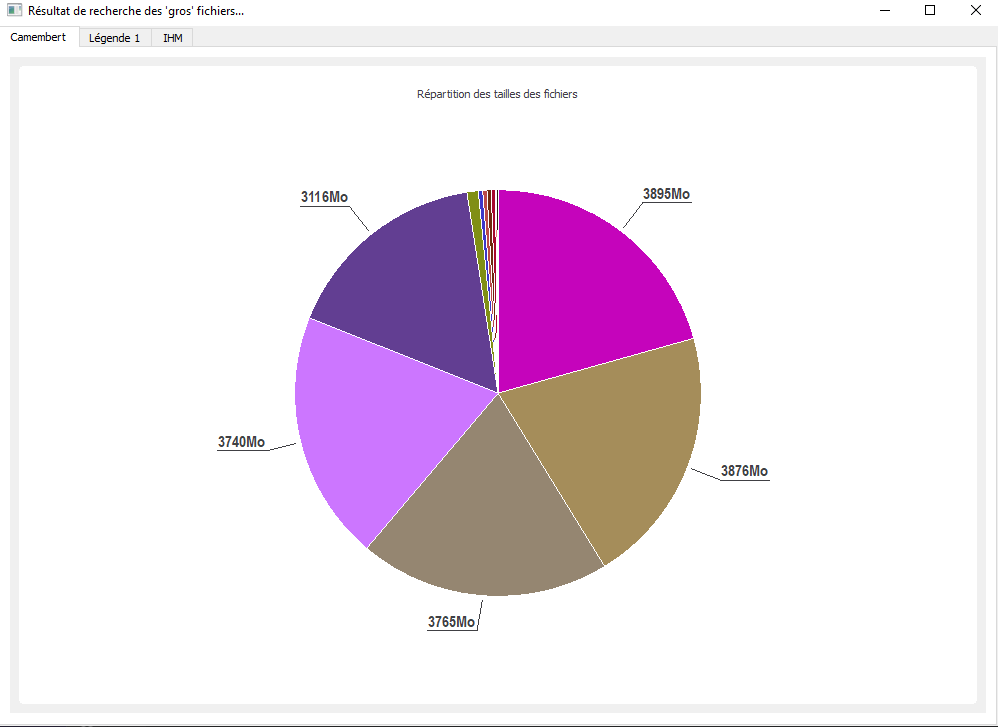 Résultat de recherche des 'gros' fichiers...
Camembert
Légende 1
IHM
Répartition des tailles des fichiers
3116Mo
3895Mo
3740Mo
3876Mo
3765Mo